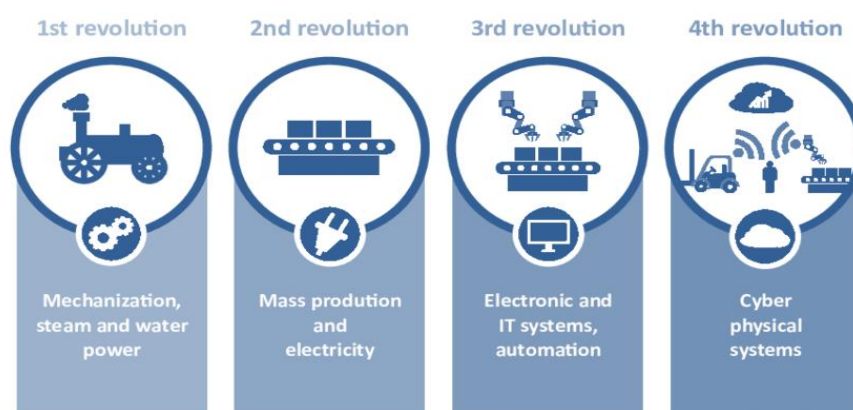 1st revolution
2nd revolution
3rd revolution
4th revolution
Mechanization,
steam and water
power
Mass prodution
and
electricity
Electronic and
IT systems,
automation
Cyber
physical
systems